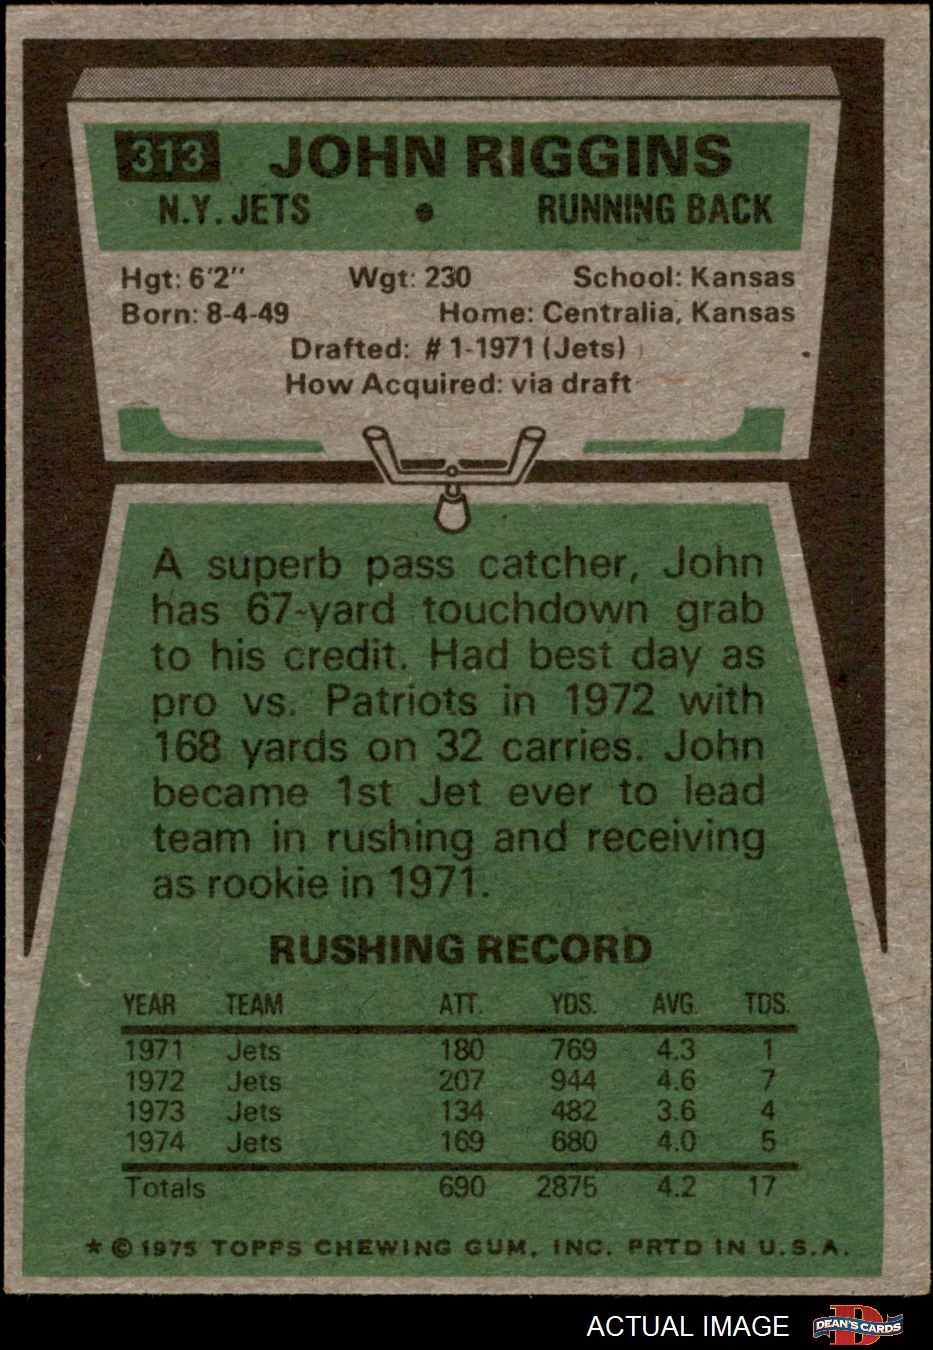 313 JOHN RIGGINS
N.Y. JETS • RUNNING BACK
Hgt: 6'2" Wgt: 230 School: Kansas
Born: 8-4-49 Home: Centralia, Kansas
Drafted: #1-1971 (Jets)
How Acquired: via draft
A superb pass catcher, John
has 67-yard touchdown grab
to his credit. Had best day as
pro vs. Patriots in 1972 with
168 yards on 32 carries. John
became 1st Jet ever to lead
team in rushing and receiving
as rookie in 1971.
RUSHING RECORD
YEAR TEAM ATT. YDS. AVG. TDS.
1971 Jets 180 769 4.3 1
1972 Jets 207 944 4.6 7
1973 Jets 134 482 3.6 4
1974 Jets 169 680 4.0 5
Totals 690 2875 4.2 17
* © 1975 TOPPS CHEWING GUM, INC. PRTD IN U.S.A.
ACTUAL IMAGE D DEAN'S CARDS